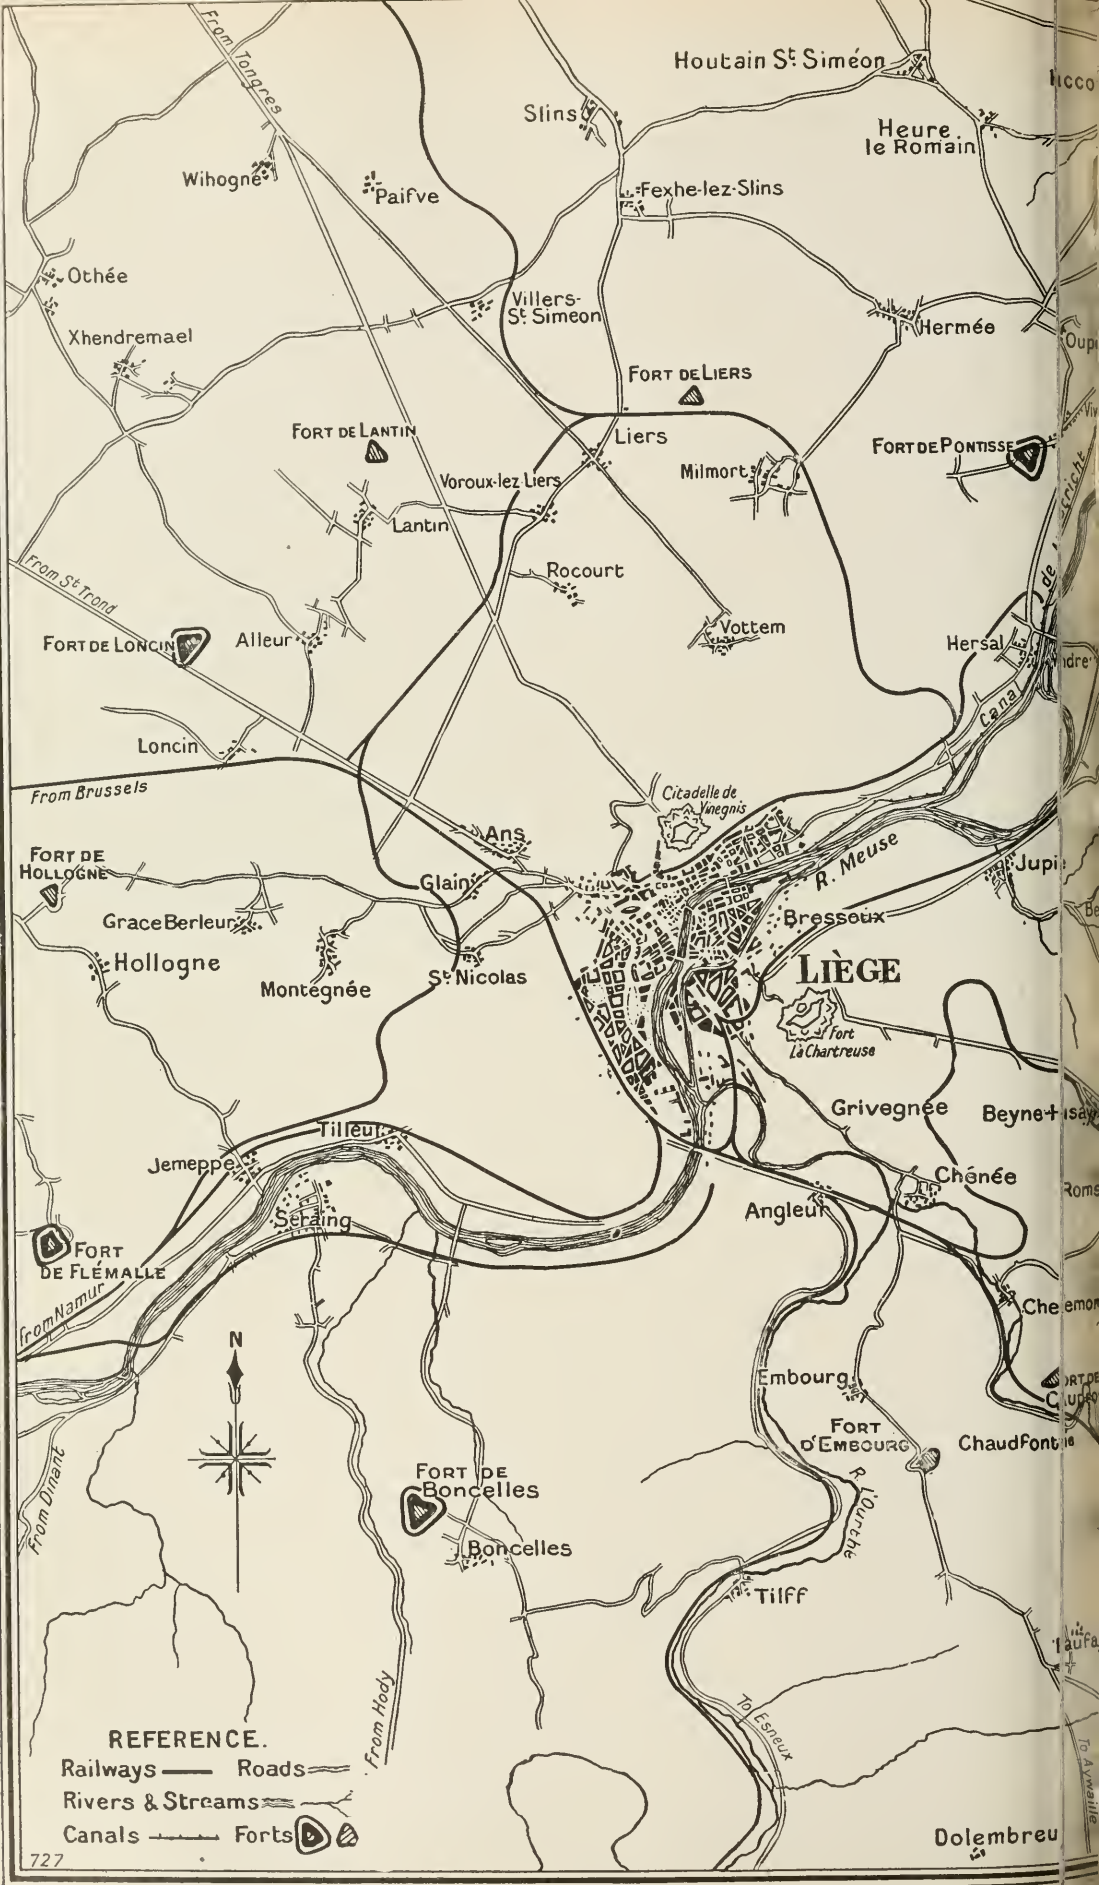 From Tongres
Houtain St. Siméon
Slins
Heure
le Romain
Wihogne
Paifve
Fexhe-lez-Slins
Othée
Villers-
St. Simeon
Hermée
Xhendremael
FORT DE LIERS
FORT DE LANTIN
Liers
FORT DE PONTISSE
Milmort
Voroux-lez Liers
Lantin
From St Trond
Rocourt
de
FORT DE LONCIN
Alleur
Vottem
Hersal
Canal
Loncin
From Brussels
Citadelle de
Vinegnis
Ans
R. Meuse
FORT DE
HOLLOGNE
Glain
Grace Berleur
Bressoux
Hollogne
Montegnée
St. Nicolas
LIÈGE
Fort
La Chartreuse
Grivegnée
Tilleur
Jemeppe
Chénée
Seraing
Angleur
FORT
DE FLÉMALLE
from Namur
N
Embourg
FORT
D'EMBOURG
From Dinant
FORT DE
Boncelles
R. L'Ourthe
Boncelles
Tilff
From Hody
To Esneux
To Aywaille
REFERENCE.
Railways Roads
Rivers & Streams
Canals Forts
Dolembreu
727